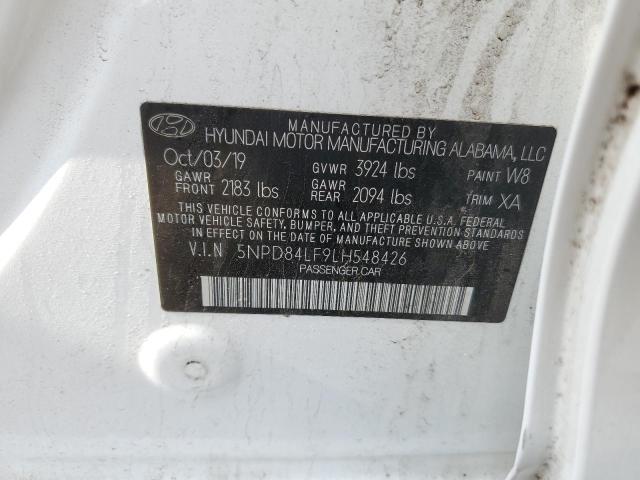 MANUFACTURED BY
HYUNDAI MOTOR MANUFACTURING ALABAMA, LLC
Oct/03/19 GVWR 3924 lbs PAINT W8
GAWR FRONT 2183 lbs GAWR REAR 2094 lbs TRIM XA
THIS VEHICLE CONFORMS TO ALL APPLICABLE U.S.A. FEDERAL
MOTOR VEHICLE SAFETY, BUMPER, AND THEFT PREVENTION STANDARDS
IN EFFECT ON THE DATE OF MANUFACTURE SHOWN ABOVE.
V.I.N 5NPD84LF9LH548426
PASSENGER CAR